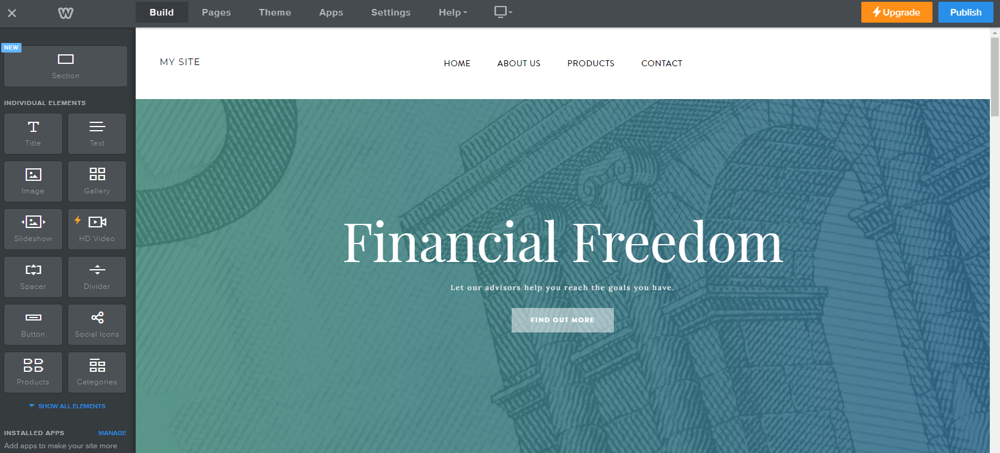 Build Pages Theme Apps Settings Help Upgrade Publish
NEW
Section
INDIVIDUAL ELEMENTS
Title Text
Image Gallery
Slideshow HD Video
Spacer Divider
Button Social Icons
Products Categories
SHOW ALL ELEMENTS
INSTALLED APPS MANAGE
Add apps to make your site more
MY SITE
HOME ABOUT US PRODUCTS CONTACT
Financial Freedom
Let our advisors help you reach the goals you have.
FIND OUT MORE